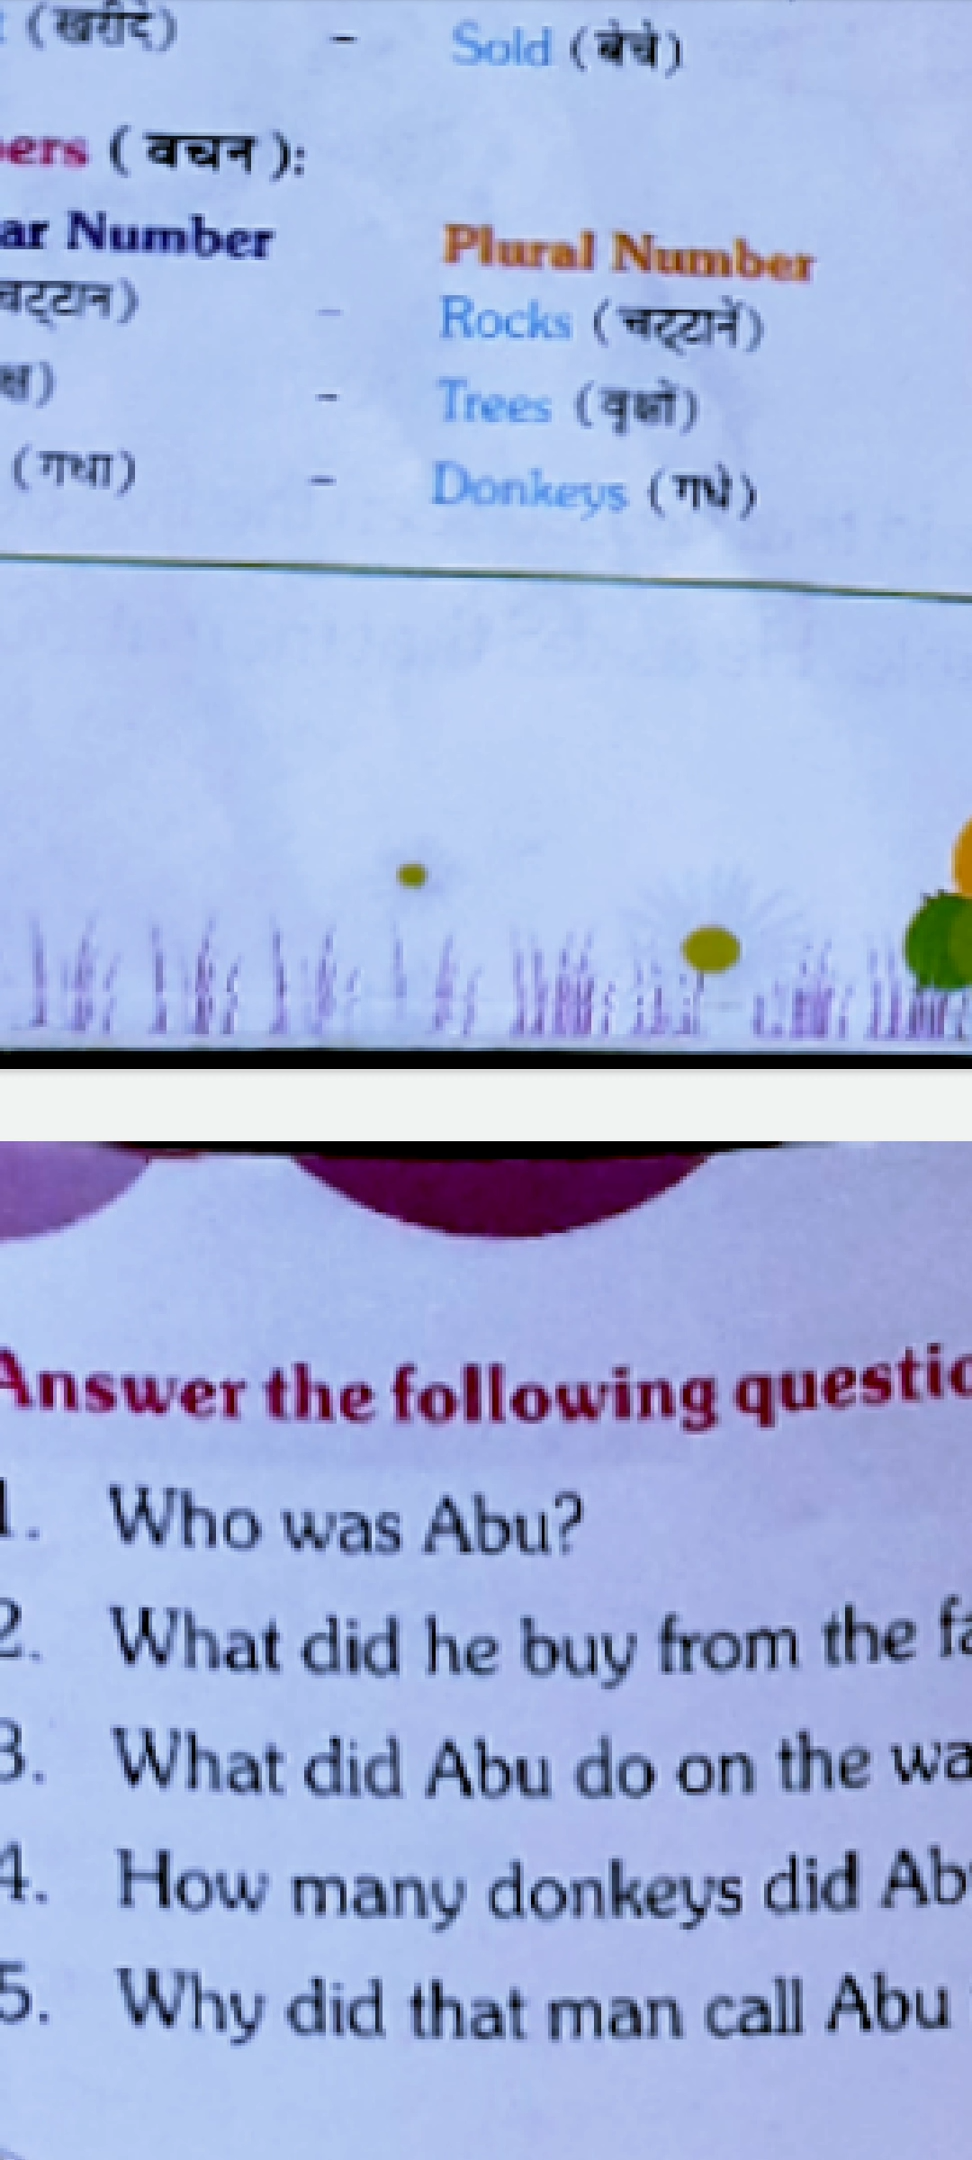 (खरीदे) - Sold (बेचे)
ers (वचन):
ar Number Plural Number
चट्टान) - Rocks (चट्टानें)
क्ष) - Trees (वृक्षों)
(गधा) - Donkeys (गधे)
Answer the following questio
1. Who was Abu?
2. What did he buy from the fa
3. What did Abu do on the wa
4. How many donkeys did Ab
5. Why did that man call Abu